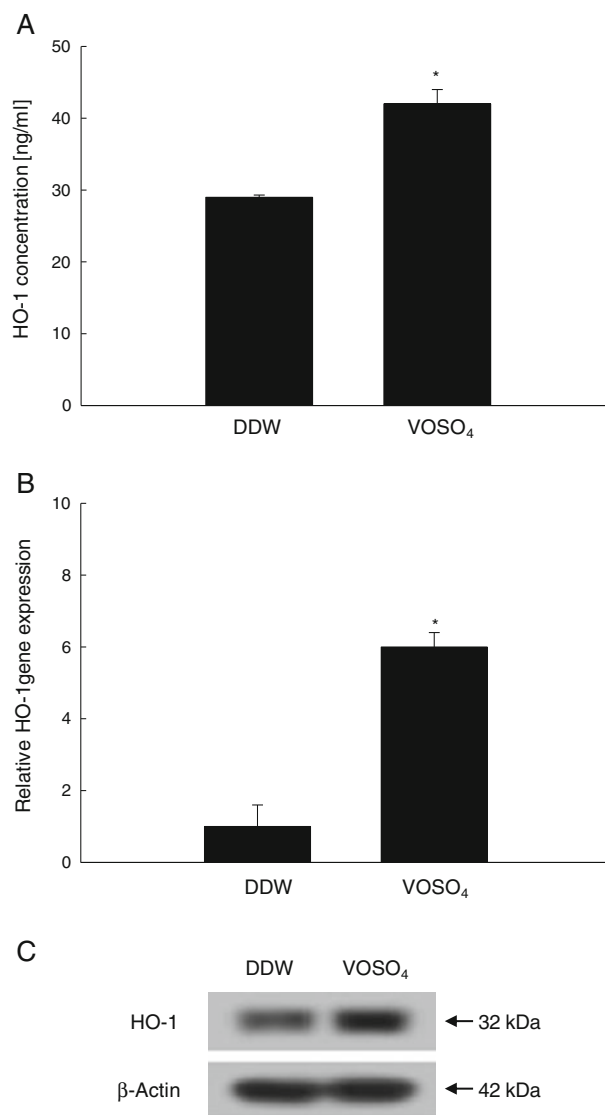 A
50
40
30
20
10
0
HO-1 concentration [ng/ml]
*
DDW VOSO₄
B
10
8
6
4
2
0
Relative HO-1gene expression
*
DDW VOSO₄
C
DDW VOSO₄
HO-1 ← 32 kDa
β-Actin ← 42 kDa